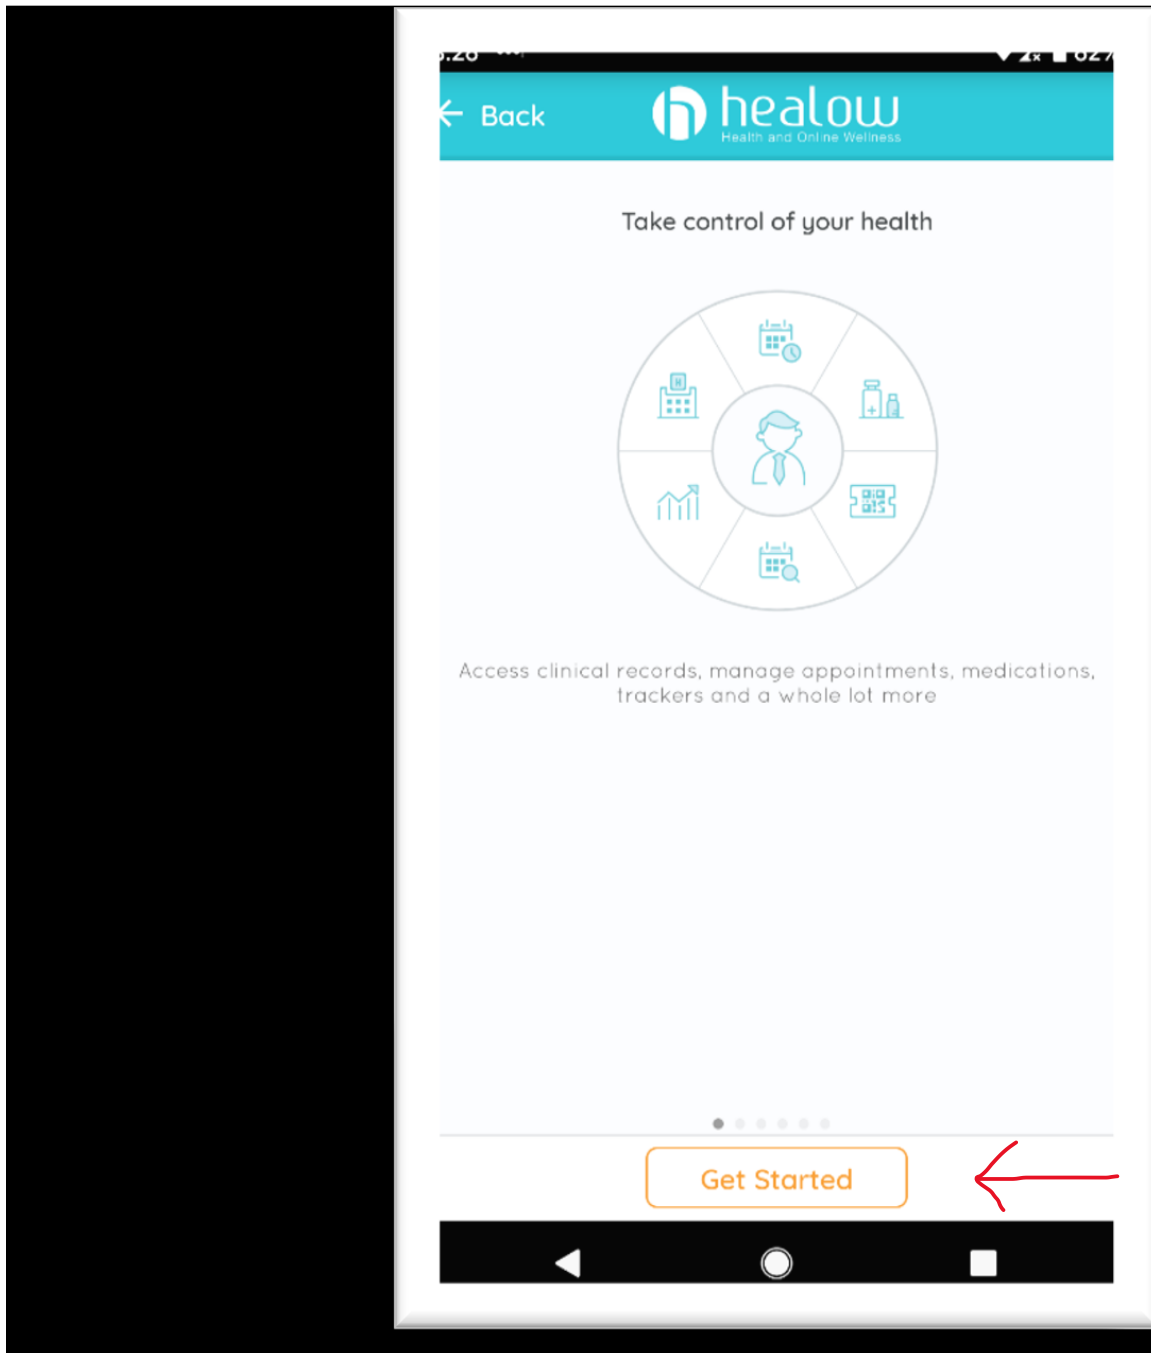 Back
healow
Health and Online Wellness
Take control of your health
Access clinical records, manage appointments, medications,
trackers and a whole lot more
Get Started